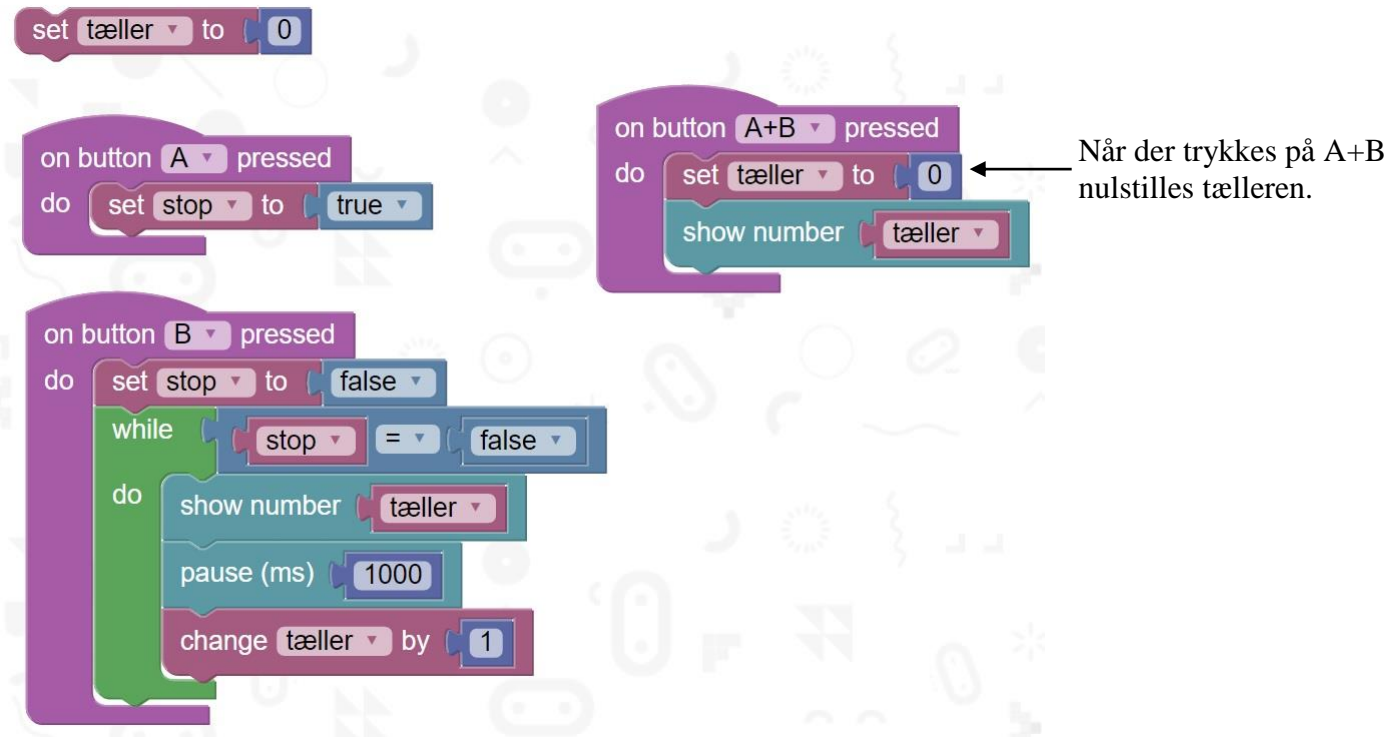 set tæller to 0
on button A pressed
do set stop to true
on button A+B pressed
do set tæller to 0
show number tæller
Når der trykkes på A+B
nulstilles tælleren.
on button B pressed
do set stop to false
while stop = false
do show number tæller
pause (ms) 1000
change tæller by 1